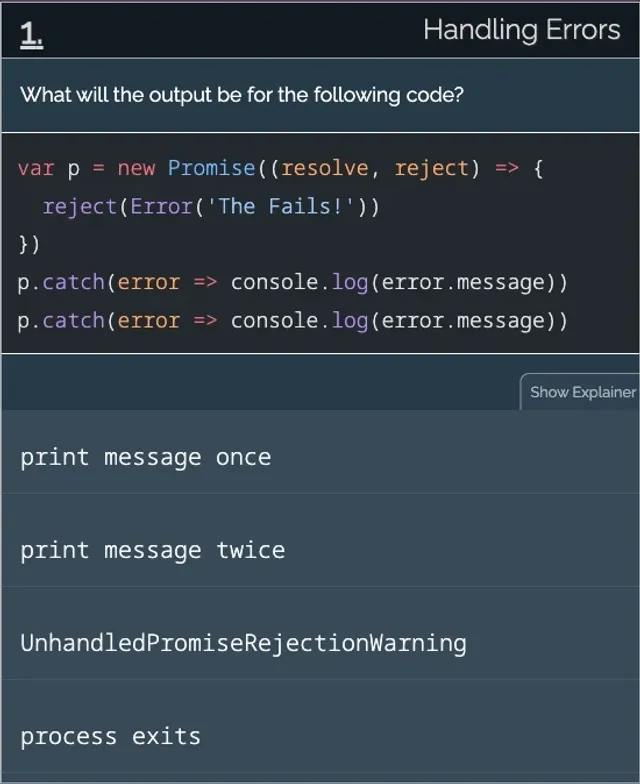 1.
Handling Errors
What will the output be for the following code?
var p = new Promise((resolve, reject) => {
  reject(Error('The Fails!'))
})
p.catch(error => console.log(error.message))
p.catch(error => console.log(error.message))
Show Explainer
print message once
print message twice
UnhandledPromiseRejectionWarning
process exits